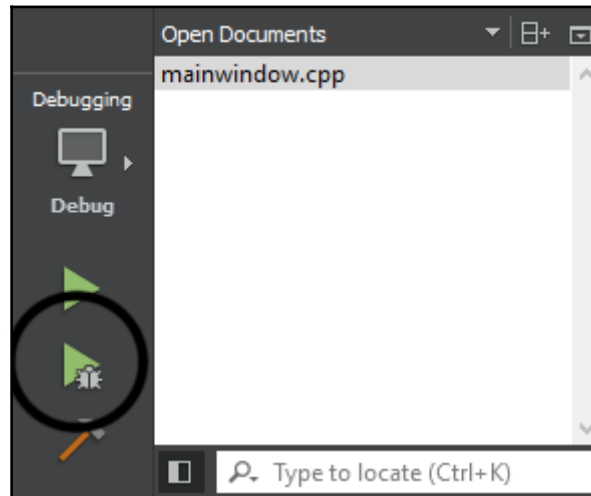 Open Documents
mainwindow.cpp
Debugging
Debug
Type to locate (Ctrl+K)